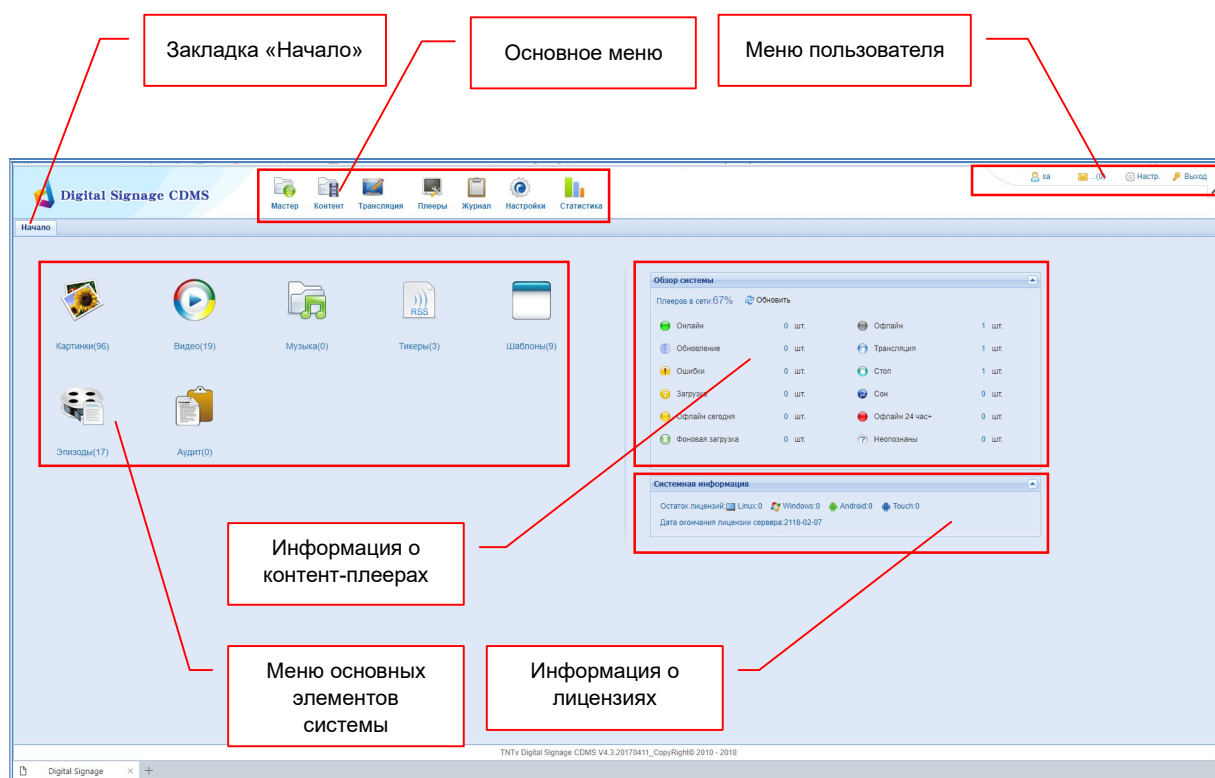 Закладка «Начало»
Основное меню
Меню пользователя
Digital Signage CDMS
Мастер Контент Трансляция Плееры Журнал Настройки Статистика
sa ...(0) Настр. Выход
Начало
Картинки(96) Видео(19) Музыка(0) Тикеры(3) Шаблоны(9)
RSS
Эпизоды(17) Аудит(0)
Обзор системы
Плееров в сети:67% Обновить
Онлайн 0 шт. Офлайн 1 шт.
Обновление 0 шт. Трансляция 1 шт.
Ошибки 0 шт. Стоп 1 шт.
Загрузка 0 шт. Сон 0 шт.
Офлайн сегодня 0 шт. Офлайн 24 час+ 0 шт.
Фоновая загрузка 0 шт. Неопознаны 0 шт.
Системная информация
Остаток лицензий: Linux:0 Windows:0 Android:0 Touch:0
Дата окончания лицензии сервера:2118-02-07
Информация о
контент-плеерах
Меню основных
элементов
системы
Информация о
лицензиях
TNTv Digital Signage CDMS V4.3.20170411_CopyRight© 2010 - 2018
Digital Signage × +